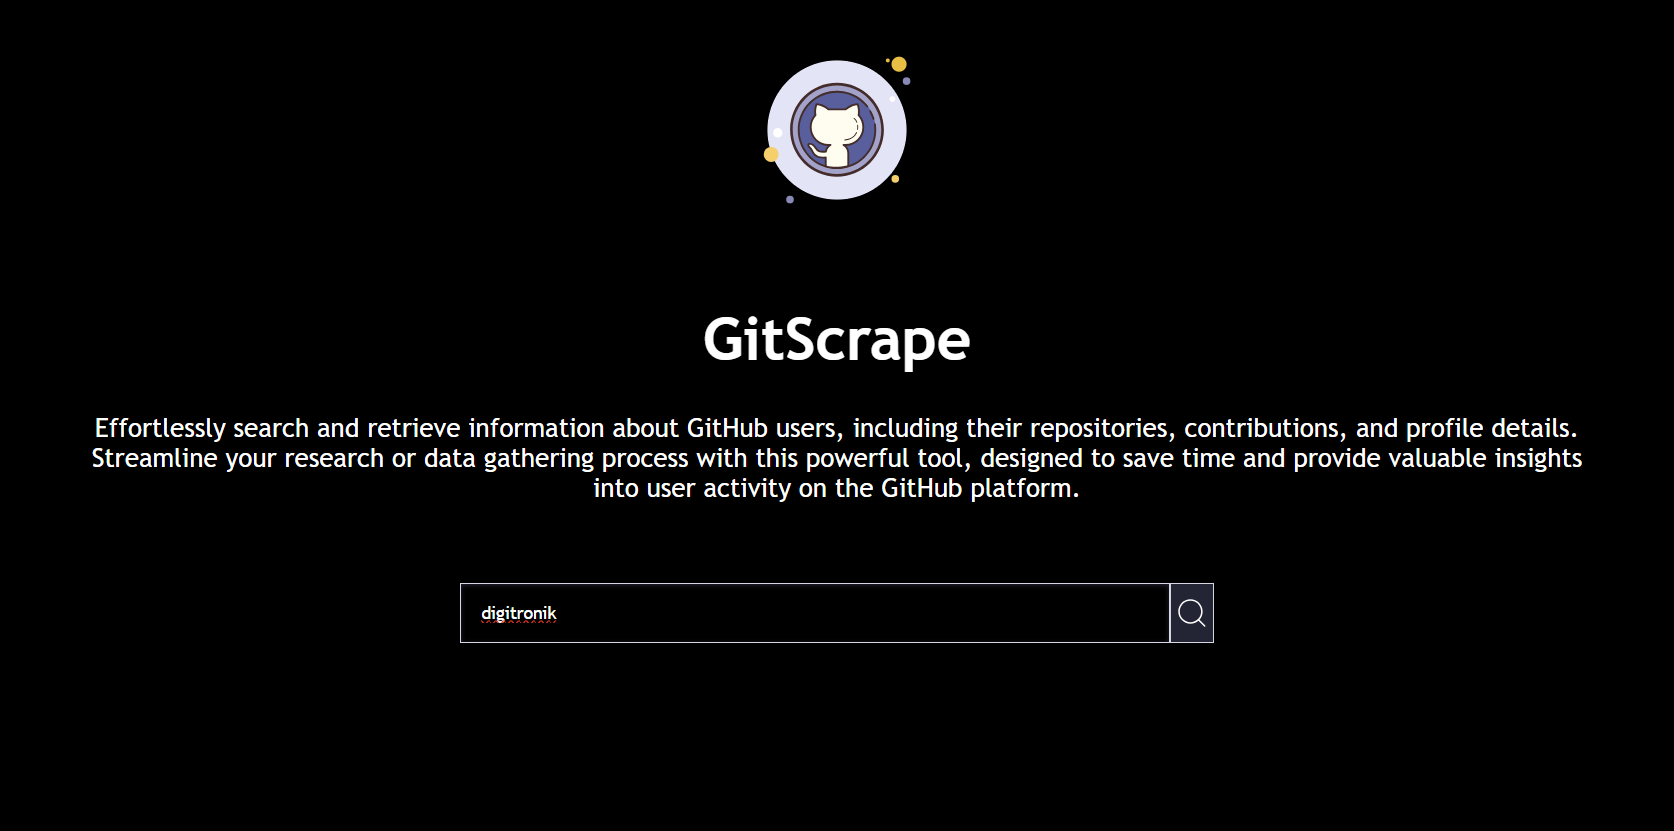 GitScrape
Effortlessly search and retrieve information about GitHub users, including their repositories, contributions, and profile details.
Streamline your research or data gathering process with this powerful tool, designed to save time and provide valuable insights
into user activity on the GitHub platform.
digitronik